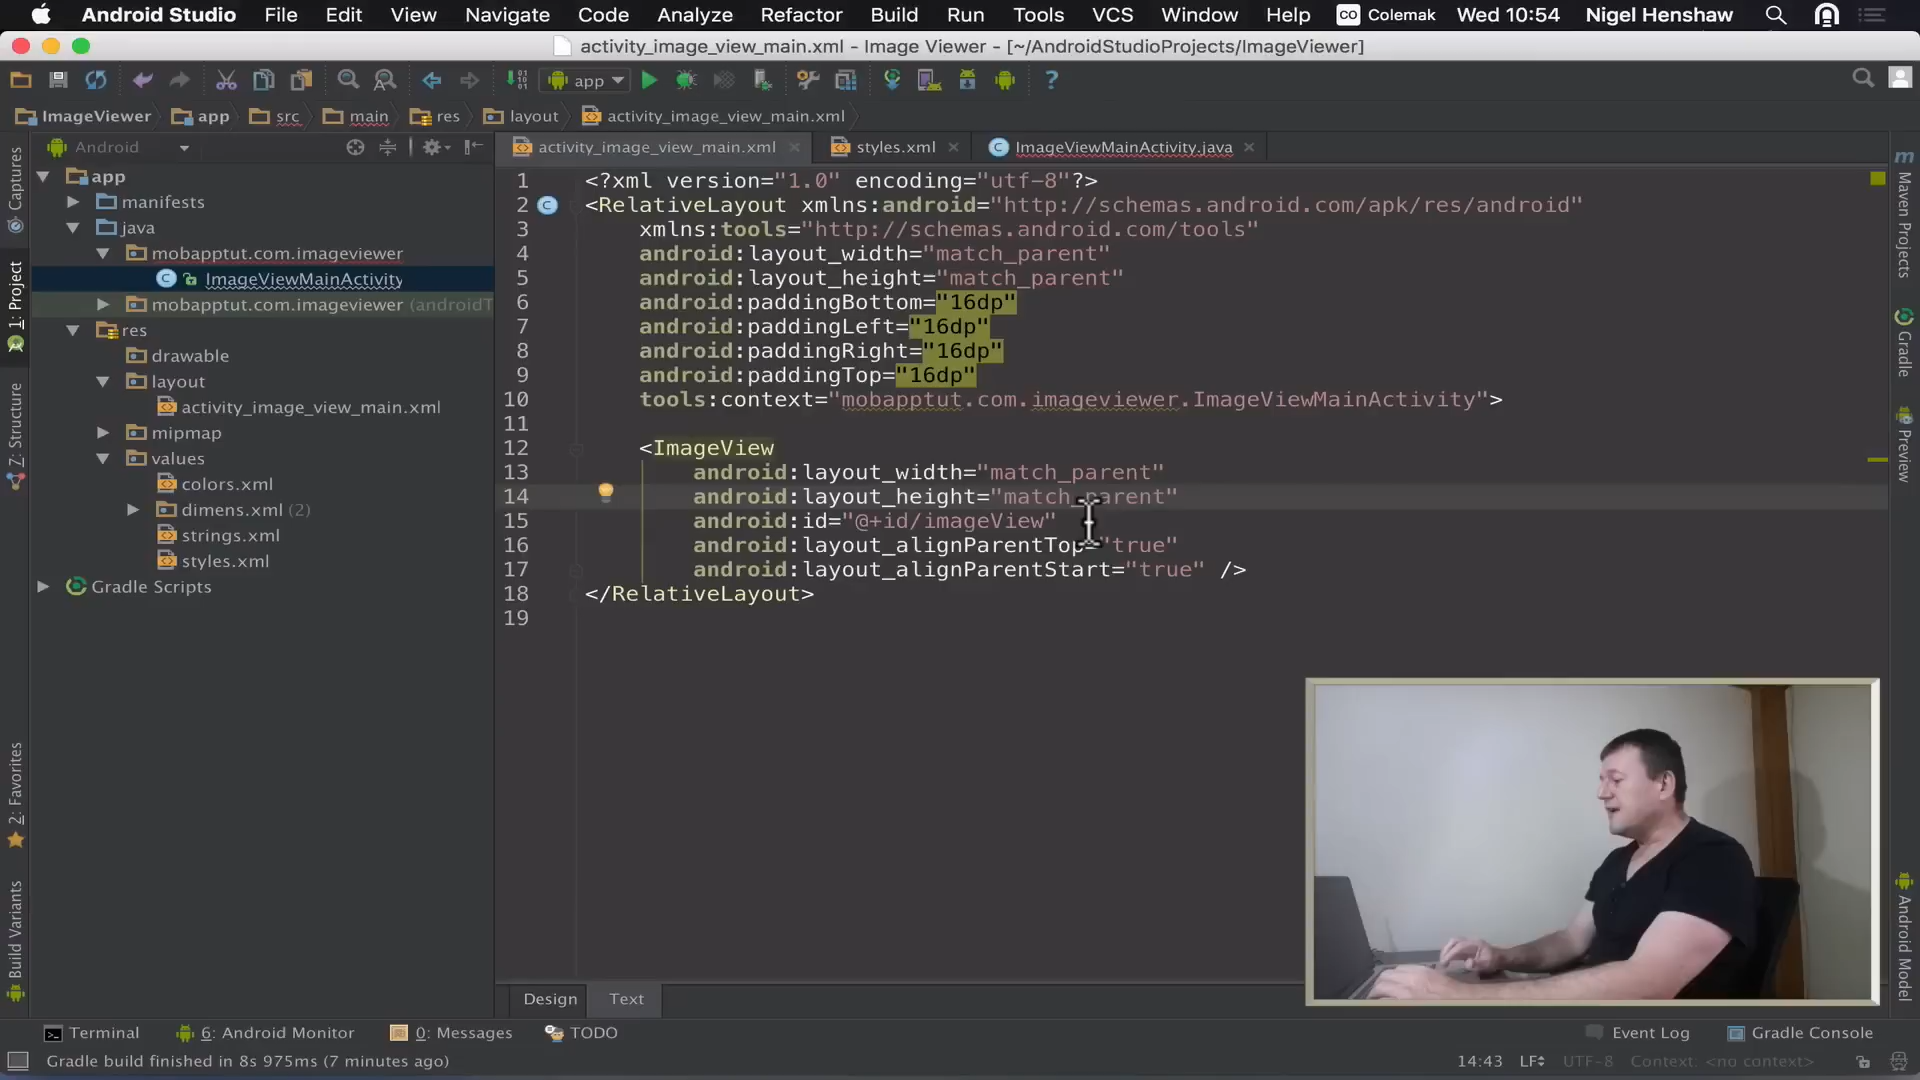 Android Studio File Edit View Navigate Code Analyze Refactor Build Run Tools VCS Window Help CO Colemak Wed 10:54 Nigel Henshaw
activity_image_view_main.xml - Image Viewer - [~/AndroidStudioProjects/ImageViewer]
app
ImageViewer app src main res layout activity_image_view_main.xml
Android
activity_image_view_main.xml styles.xml ImageViewMainActivity.java
Captures
1: Project
7: Structure
2: Favorites
Build Variants
app
manifests
java
mobapptut.com.imageviewer
ImageViewMainActivity
mobapptut.com.imageviewer (androidT
res
drawable
layout
activity_image_view_main.xml
mipmap
values
colors.xml
dimens.xml (2)
strings.xml
styles.xml
Gradle Scripts
1 <?xml version="1.0" encoding="utf-8"?>
2 <RelativeLayout xmlns:android="http://schemas.android.com/apk/res/android"
3 xmlns:tools="http://schemas.android.com/tools"
4 android:layout_width="match_parent"
5 android:layout_height="match_parent"
6 android:paddingBottom="16dp"
7 android:paddingLeft="16dp"
8 android:paddingRight="16dp"
9 android:paddingTop="16dp"
10 tools:context="mobapptut.com.imageviewer.ImageViewMainActivity">
11
12 <ImageView
13 android:layout_width="match_parent"
14 android:layout_height="match_parent"
15 android:id="@+id/imageView"
16 android:layout_alignParentTop="true"
17 android:layout_alignParentStart="true" />
18 </RelativeLayout>
19
Maven Projects
Gradle
Preview
Android Model
Design Text
Terminal 6: Android Monitor 0: Messages TODO Event Log Gradle Console
Gradle build finished in 8s 975ms (7 minutes ago) 14:43 LF UTF-8 Context: <no context>